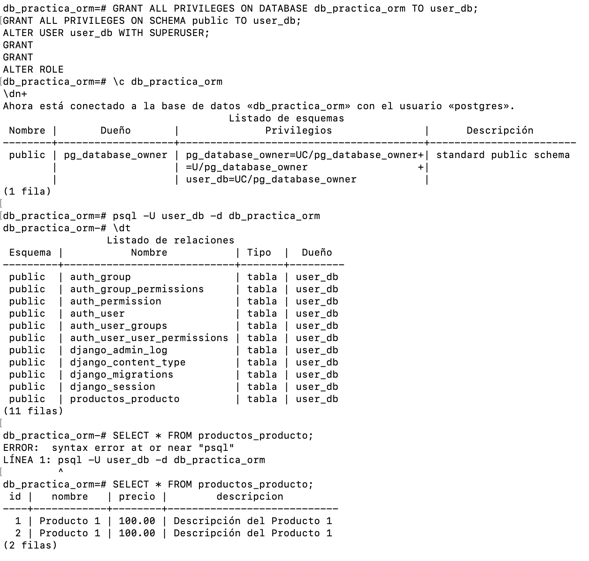 db_practica_orm=# GRANT ALL PRIVILEGES ON DATABASE db_practica_orm TO user_db;
GRANT ALL PRIVILEGES ON SCHEMA public TO user_db;
ALTER USER user_db WITH SUPERUSER;
GRANT
GRANT
ALTER ROLE
db_practica_orm=# \c db_practica_orm
\dn+
Ahora está conectado a la base de datos «db_practica_orm» con el usuario «postgres».
Listado de esquemas
Nombre | Dueño | Privilegios | Descripción
--------+-------------------+----------------------------------------+------------------------
public | pg_database_owner | pg_database_owner=UC/pg_database_owner+| standard public schema
| | =U/pg_database_owner +|
| | user_db=UC/pg_database_owner |
(1 fila)
db_practica_orm=# psql -U user_db -d db_practica_orm
db_practica_orm-# \dt
Listado de relaciones
Esquema | Nombre | Tipo | Dueño
---------+----------------------------+-------+---------
public | auth_group | tabla | user_db
public | auth_group_permissions | tabla | user_db
public | auth_permission | tabla | user_db
public | auth_user | tabla | user_db
public | auth_user_groups | tabla | user_db
public | auth_user_user_permissions | tabla | user_db
public | django_admin_log | tabla | user_db
public | django_content_type | tabla | user_db
public | django_migrations | tabla | user_db
public | django_session | tabla | user_db
public | productos_producto | tabla | user_db
(11 filas)
db_practica_orm-# SELECT * FROM productos_producto;
ERROR:  syntax error at or near "psql"
LÍNEA 1: psql -U user_db -d db_practica_orm
^
db_practica_orm=# SELECT * FROM productos_producto;
id | nombre | precio | descripcion
----+------------+--------+----------------------------
1 | Producto 1 | 100.00 | Descripción del Producto 1
2 | Producto 1 | 100.00 | Descripción del Producto 1
(2 filas)